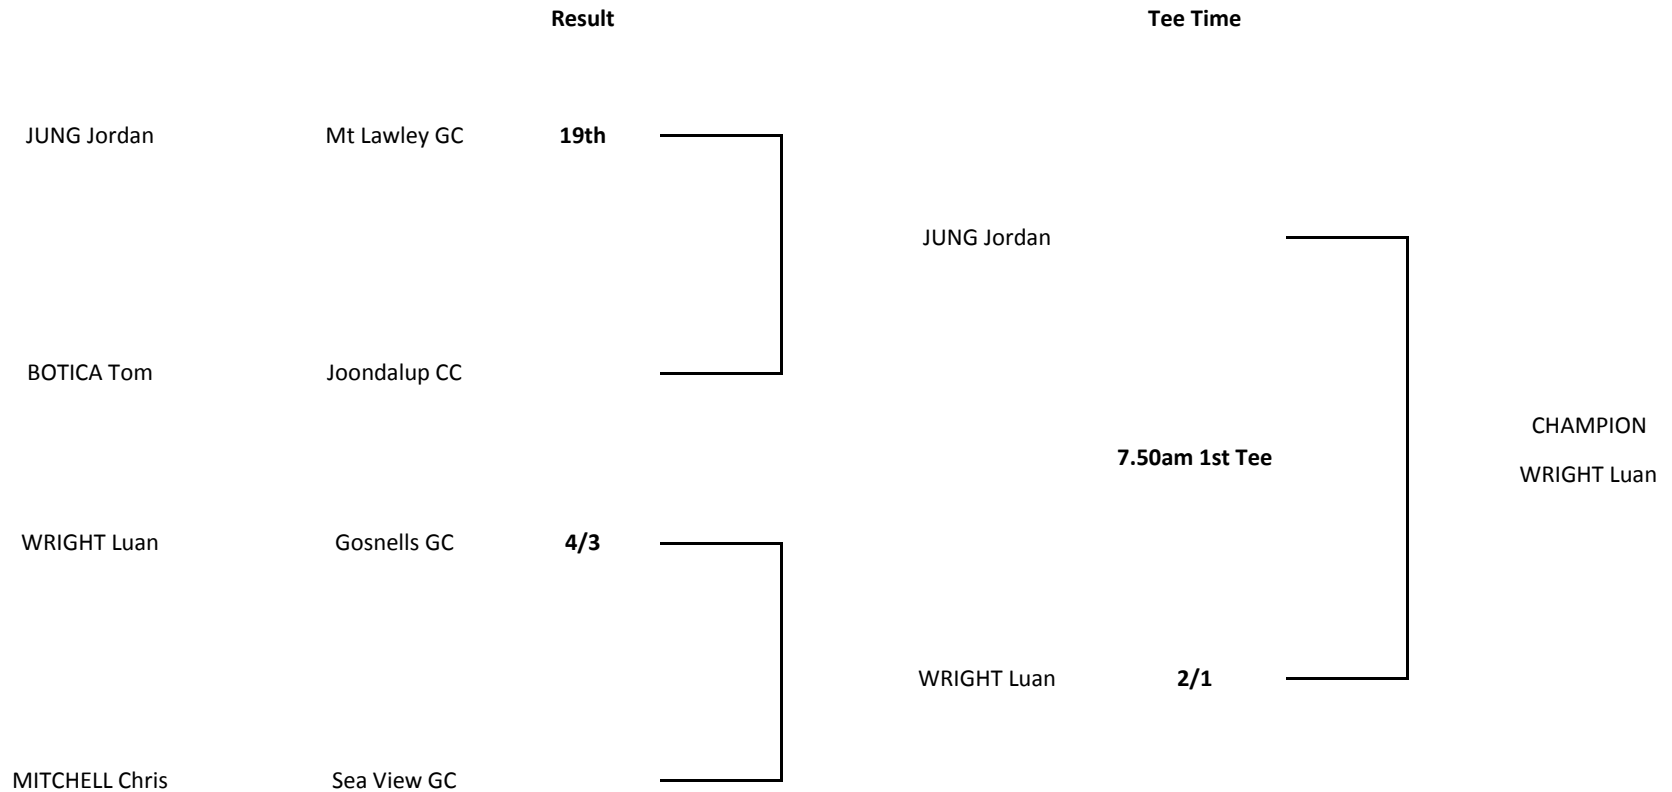 Result Tee Time
JUNG Jordan Mt Lawley GC 19th
JUNG Jordan
BOTICA Tom Joondalup CC
CHAMPION
7.50am 1st Tee
WRIGHT Luan
WRIGHT Luan Gosnells GC 4/3
WRIGHT Luan 2/1
MITCHELL Chris Sea View GC